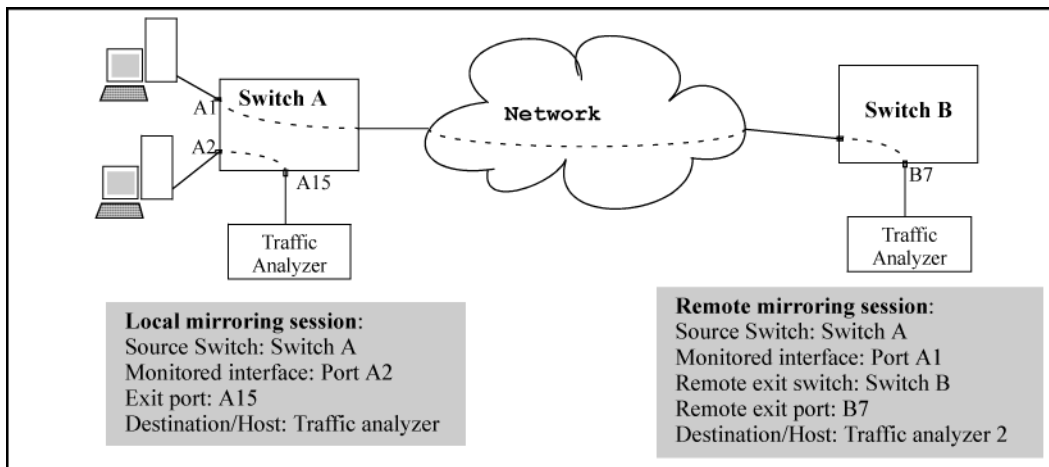 Switch A
A1
A2
A15
Traffic
Analyzer
Network
Switch B
B7
Traffic
Analyzer
Local mirroring session:
Source Switch: Switch A
Monitored interface: Port A2
Exit port: A15
Destination/Host: Traffic analyzer
Remote mirroring session:
Source Switch: Switch A
Monitored interface: Port A1
Remote exit switch: Switch B
Remote exit port: B7
Destination/Host: Traffic analyzer 2